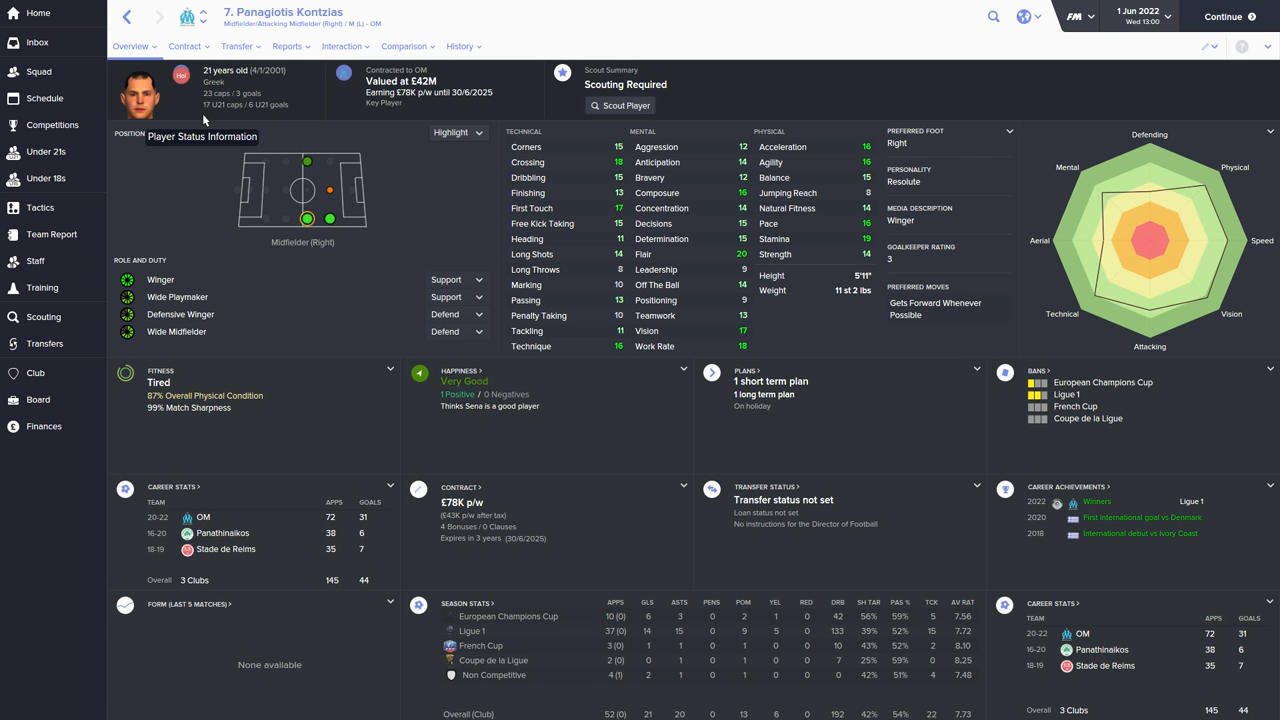 Home
Inbox
Squad
Schedule
Competitions
Under 21s
Under 18s
Tactics
Team Report
Staff
Training
Scouting
Transfers
Club
Board
Finances
7. Panagiotis Kontzias
Midfielder/Attacking Midfielder (Right) / M (L) - OM
FM
1 Jun 2022
Wed 13:00
Continue
Overview Contract Transfer Reports Interaction Comparison History
Hol
21 years old (4/1/2001)
Greek
23 caps / 3 goals
17 U21 caps / 6 U21 goals
Contracted to OM
Valued at £42M
Earning £78K p/w until 30/6/2025
Key Player
Scout Summary
Scouting Required
Scout Player
Player Status Information
POSITION
Highlight
Midfielder (Right)
ROLE AND DUTY
Winger Support
Wide Playmaker Support
Defensive Winger Defend
Wide Midfielder Defend
TECHNICAL MENTAL PHYSICAL
Corners 15 Aggression 12 Acceleration 16
Crossing 18 Anticipation 14 Agility 16
Dribbling 15 Bravery 12 Balance 15
Finishing 13 Composure 16 Jumping Reach 8
First Touch 17 Concentration 14 Natural Fitness 14
Free Kick Taking 15 Decisions 15 Pace 16
Heading 11 Determination 15 Stamina 19
Long Shots 14 Flair 20 Strength 14
Long Throws 8 Leadership 9
Marking 10 Off The Ball 14
Passing 13 Positioning 9
Penalty Taking 10 Teamwork 13
Tackling 11 Vision 17
Technique 16 Work Rate 18
Height 5'11"
Weight 11 st 2 lbs
PREFERRED FOOT
Right
PERSONALITY
Resolute
MEDIA DESCRIPTION
Winger
GOALKEEPER RATING
3
PREFERRED MOVES
Gets Forward Whenever
Possible
Defending
Mental Physical
Aerial Speed
Technical Vision
Attacking
FITNESS
Tired
87% Overall Physical Condition
99% Match Sharpness
HAPPINESS >
Very Good
1 Positive / 0 Negatives
Thinks Sena is a good player
PLANS >
1 short term plan
1 long term plan
On holiday
BANS >
European Champions Cup
Ligue 1
French Cup
Coupe de la Ligue
CAREER STATS >
TEAM APPS GOALS
20-22 OM 72 31
16-20 Panathinaikos 38 6
18-19 Stade de Reims 35 7
Overall 3 Clubs 145 44
CONTRACT >
£78K p/w
(£43K p/w after tax)
4 Bonuses / 0 Clauses
Expires in 3 years (30/6/2025)
TRANSFER STATUS >
Transfer status not set
Loan status not set
No instructions for the Director of Football
CAREER ACHIEVEMENTS >
2022 Winners Ligue 1
2020 First international goal vs Denmark
2018 International debut vs Ivory Coast
FORM (LAST 5 MATCHES) >
None available
SEASON STATS > APPS GLS ASTS PENS POM YEL RED DRB SH TAR PAS % TCK AV RAT
European Champions Cup 10 (0) 6 3 0 2 1 0 42 56% 59% 5 7.56
Ligue 1 37 (0) 14 15 0 9 5 0 133 39% 52% 15 7.72
French Cup 3 (0) 1 1 0 1 0 0 10 43% 52% 2 8.10
Coupe de la Ligue 2 (0) 0 1 0 1 0 0 7 25% 59% 0 8.25
Non Competitive 4 (1) 2 1 0 0 0 0 13 42% 51% 4 7.48
Overall (Club) 52 (0) 21 20 0 13 6 0 192 42% 54% 22 7.73
CAREER STATS >
TEAM APPS GOALS
20-22 OM 72 31
16-20 Panathinaikos 38 6
18-19 Stade de Reims 35 7
Overall 3 Clubs 145 44